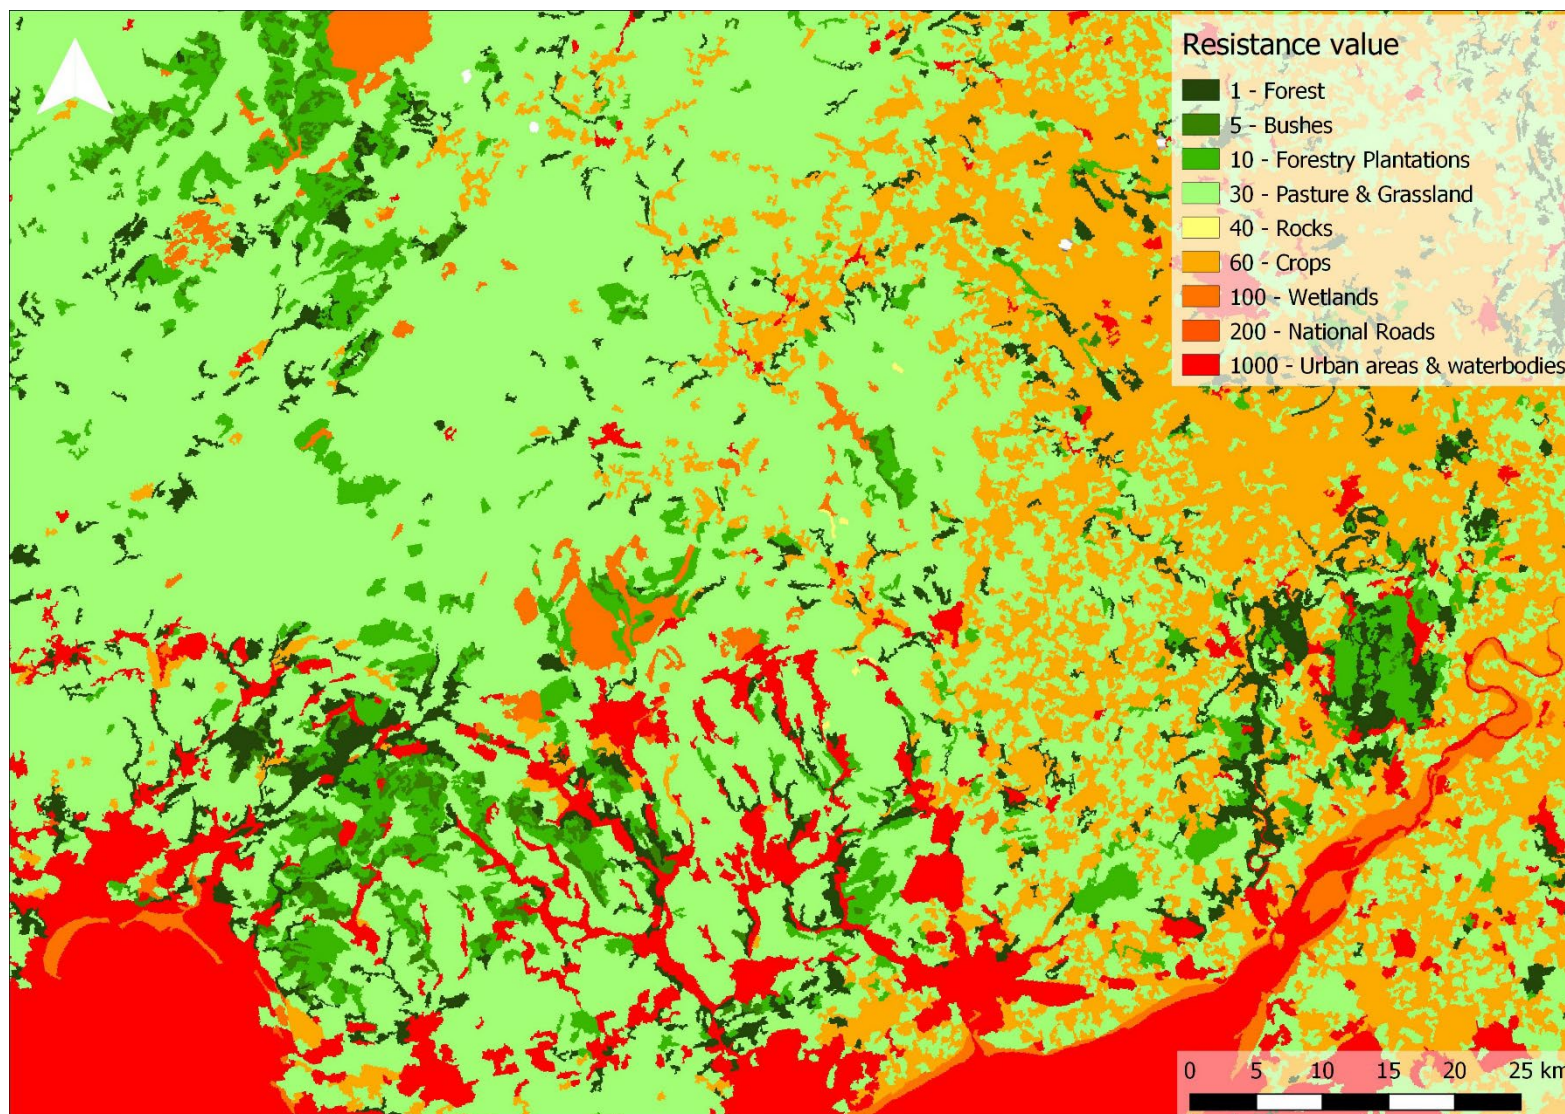 Resistance value
1 - Forest
5 - Bushes
10 - Forestry Plantations
30 - Pasture & Grassland
40 - Rocks
60 - Crops
100 - Wetlands
200 - National Roads
1000 - Urban areas & waterbodies
0 5 10 15 20 25 km